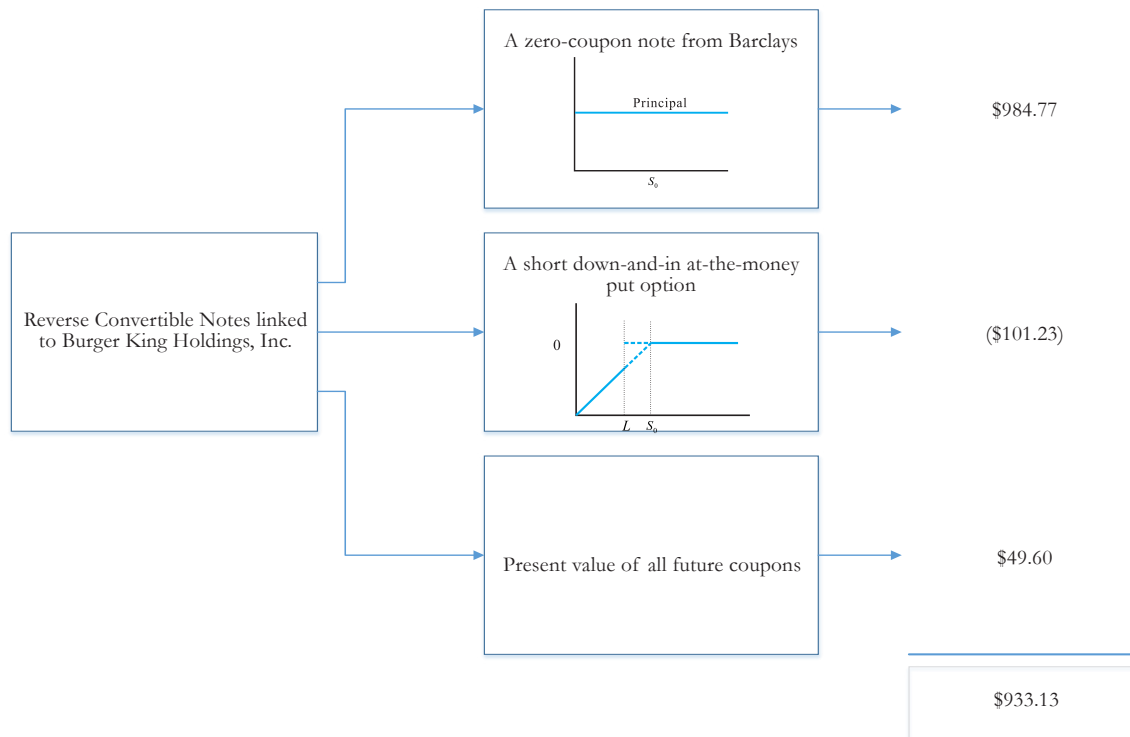 A zero-coupon note from Barclays
Principal
S₀
$984.77
Reverse Convertible Notes linked
to Burger King Holdings, Inc.
A short down-and-in at-the-money
put option
0
L S₀
($101.23)
Present value of all future coupons
$49.60
$933.13